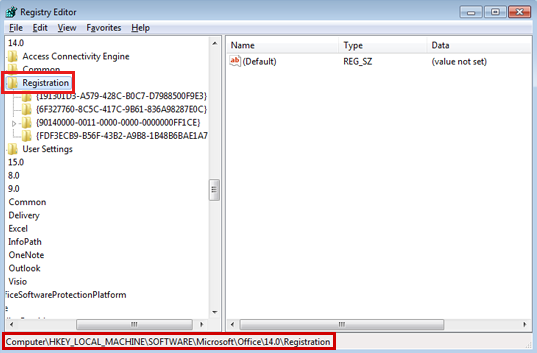 Registry Editor
File Edit View Favorites Help
14.0
Access Connectivity Engine
Common
Registration
{191301D3-A579-428C-B0C7-D7988500F9E3}
{6F327760-8C5C-417C-9B61-836A98287E0C}
{90140000-0011-0000-0000-0000000FF1CE}
{FDF3ECB9-B56F-43B2-A9B8-1B48B6BAE1A7
User Settings
15.0
8.0
9.0
Common
Delivery
Excel
InfoPath
OneNote
Outlook
Visio
ficeSoftwareProtectionPlatform
Name Type Data
(Default) REG_SZ (value not set)
Computer\HKEY_LOCAL_MACHINE\SOFTWARE\Microsoft\Office\14.0\Registration